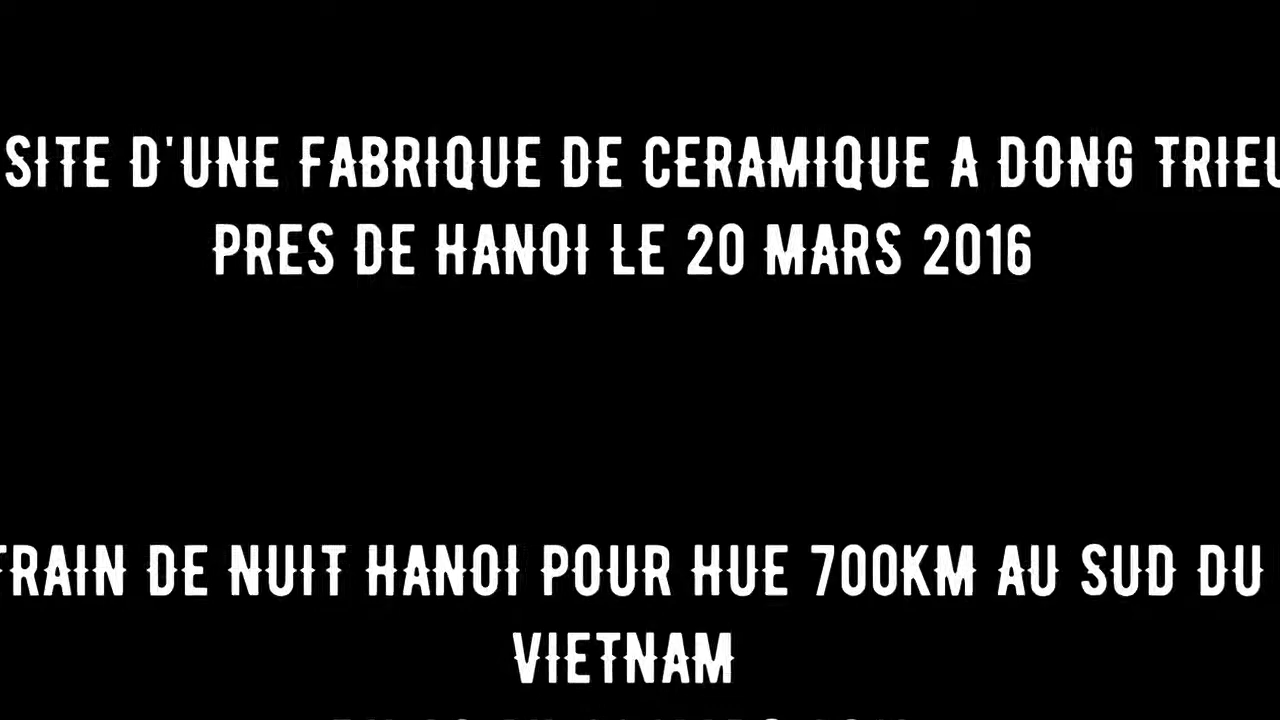 SITE D'UNE FABRIQUE DE CERAMIQUE A DONG TRIEU
PRES DE HANOI LE 20 MARS 2016
TRAIN DE NUIT HANOI POUR HUE 700KM AU SUD DU
VIETNAM